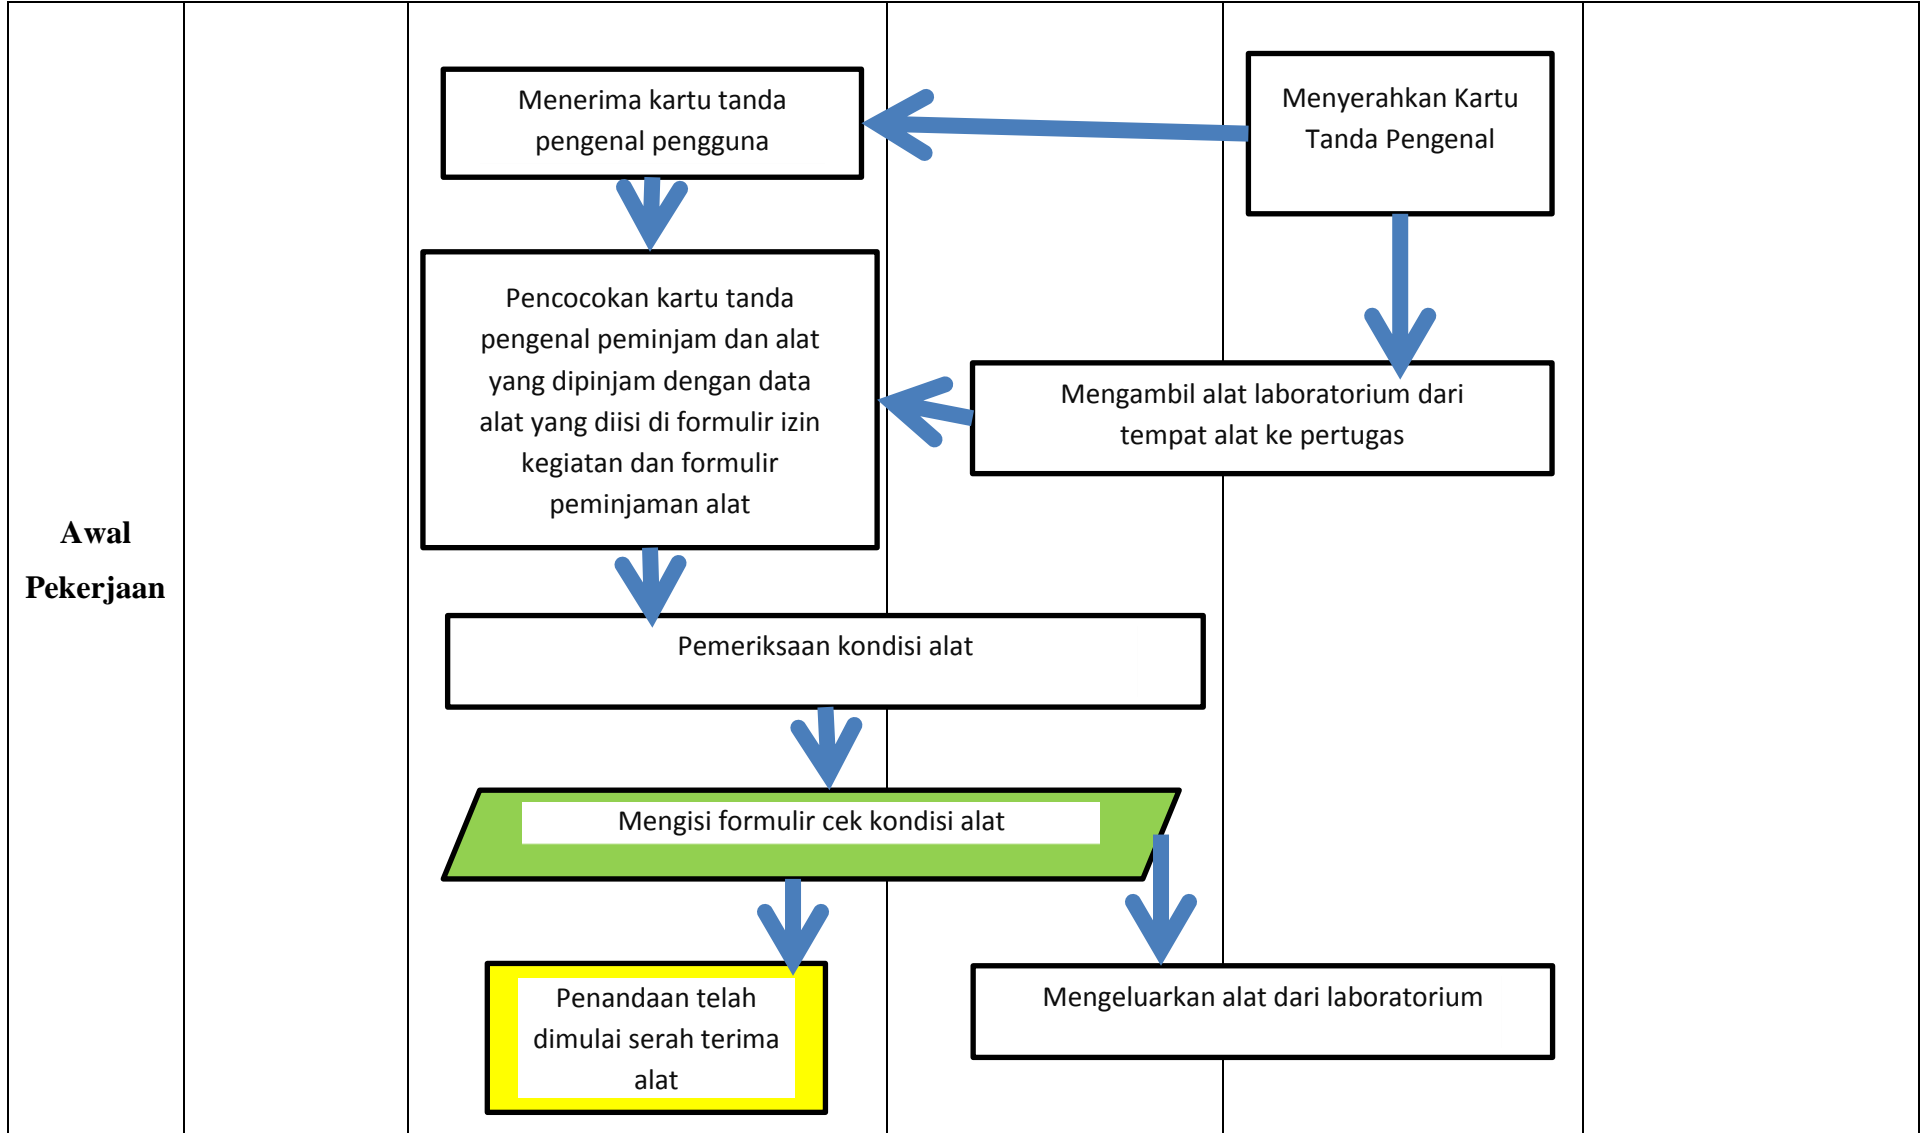 Awal
Pekerjaan
Menerima kartu tanda
pengenal pengguna
Menyerahkan Kartu
Tanda Pengenal
Pencocokan kartu tanda
pengenal peminjam dan alat
yang dipinjam dengan data
alat yang diisi di formulir izin
kegiatan dan formulir
peminjaman alat
Mengambil alat laboratorium dari
tempat alat ke pertugas
Pemeriksaan kondisi alat
Mengisi formulir cek kondisi alat
Penandaan telah
dimulai serah terima
alat
Mengeluarkan alat dari laboratorium